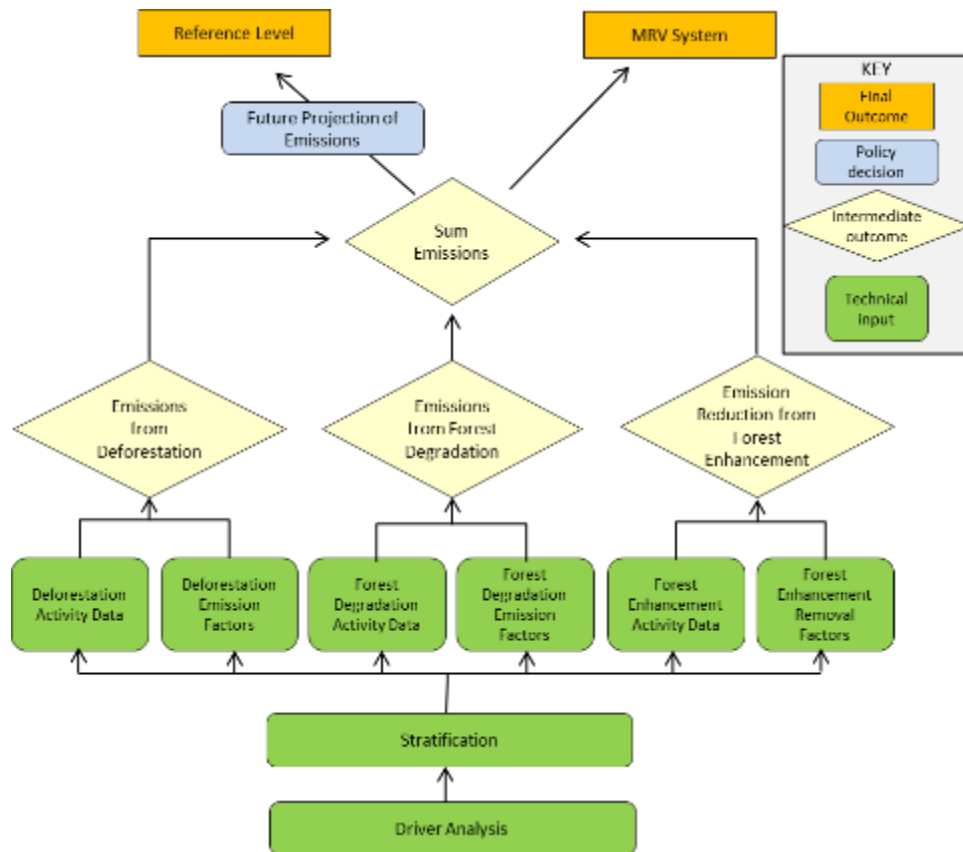 Reference Level
MRV System
KEY
Final
Outcome
Future Projection of
Emissions
Policy
decision
Intermediate
outcome
Sum
Emissions
Technical
input
Emissions
from
Deforestation
Emissions
from Forest
Degradation
Emission
Reduction from
Forest
Enhancement
Deforestation
Activity Data
Deforestation
Emission
Factors
Forest
Degradation
Activity Data
Forest
Degradation
Emission
Factors
Forest
Enhancement
Activity Data
Forest
Enhancement
Removal
Factors
Stratification
Driver Analysis